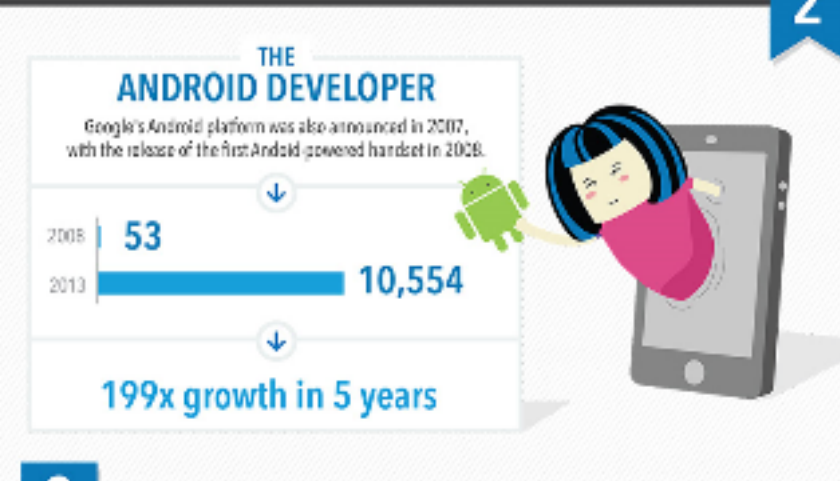 2
THE
ANDROID DEVELOPER
Google's Android platform was also announced in 2007,
with the release of the first Andoid-powered handset in 2008.
2008 53
2013 10,554
199x growth in 5 years